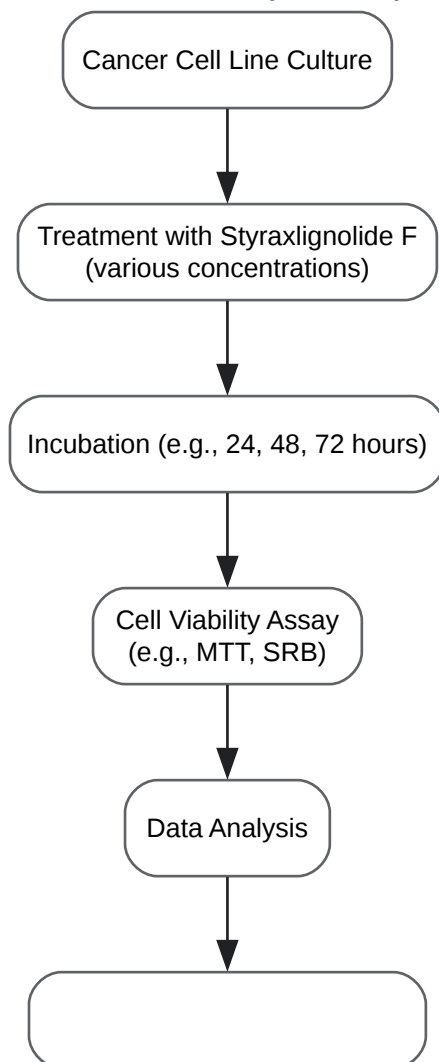 Cancer Cell Line Culture
Treatment with Styraxlignolide F
(various concentrations)
Incubation (e.g., 24, 48, 72 hours)
Cell Viability Assay
(e.g., MTT, SRB)
Data Analysis